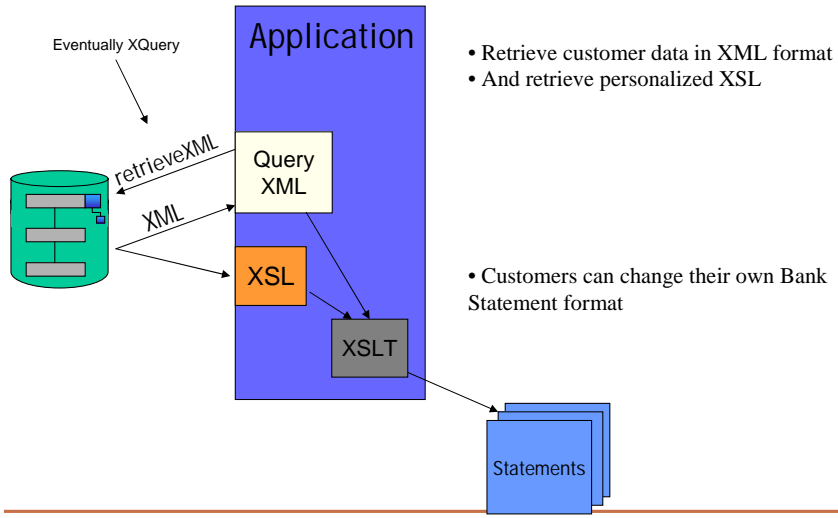 Application
Eventually XQuery
• Retrieve customer data in XML format
• And retrieve personalized XSL
retrieveXML
Query
XML
XML
XSL
• Customers can change their own Bank
Statement format
XSLT
Statements